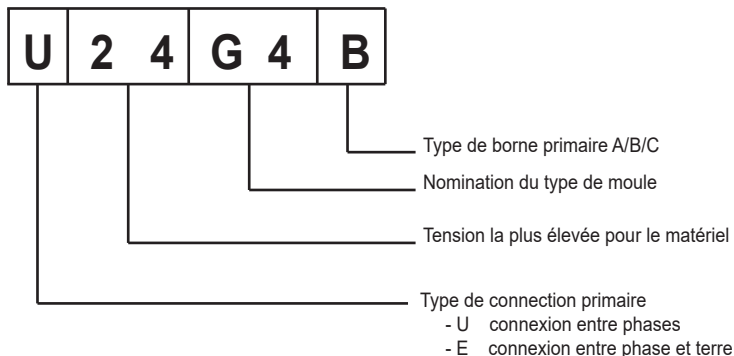 U 2 4 G 4 B
Type de borne primaire A/B/C
Nomination du type de moule
Tension la plus élevée pour le matériel
Type de connection primaire
- U connexion entre phases
- E connexion entre phase et terre